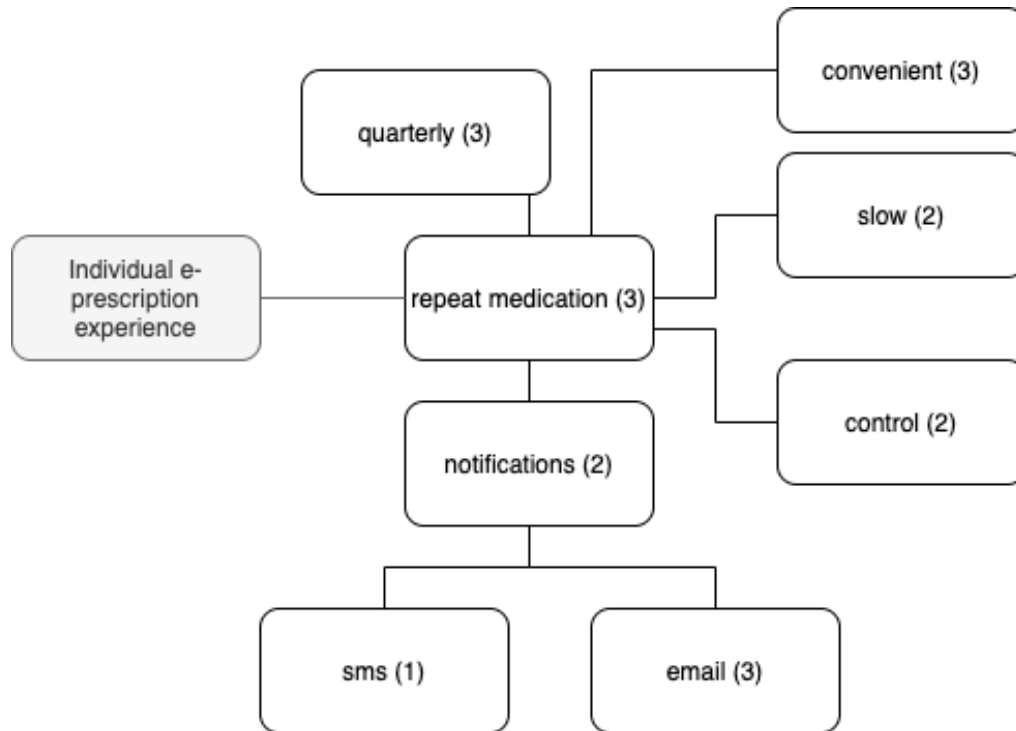 convenient (3)
quarterly (3)
slow (2)
Individual e-
prescription
experience
repeat medication (3)
control (2)
notifications (2)
sms (1)
email (3)